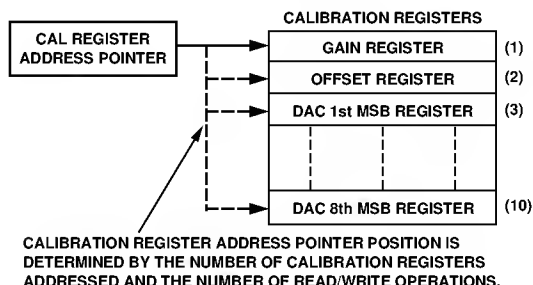 CALIBRATION REGISTERS
CAL REGISTER
ADDRESS POINTER
GAIN REGISTER (1)
OFFSET REGISTER (2)
DAC 1st MSB REGISTER (3)
DAC 8th MSB REGISTER (10)
CALIBRATION REGISTER ADDRESS POINTER POSITION IS
DETERMINED BY THE NUMBER OF CALIBRATION REGISTERS
ADDRESSED AND THE NUMBER OF READ/WRITE OPERATIONS.